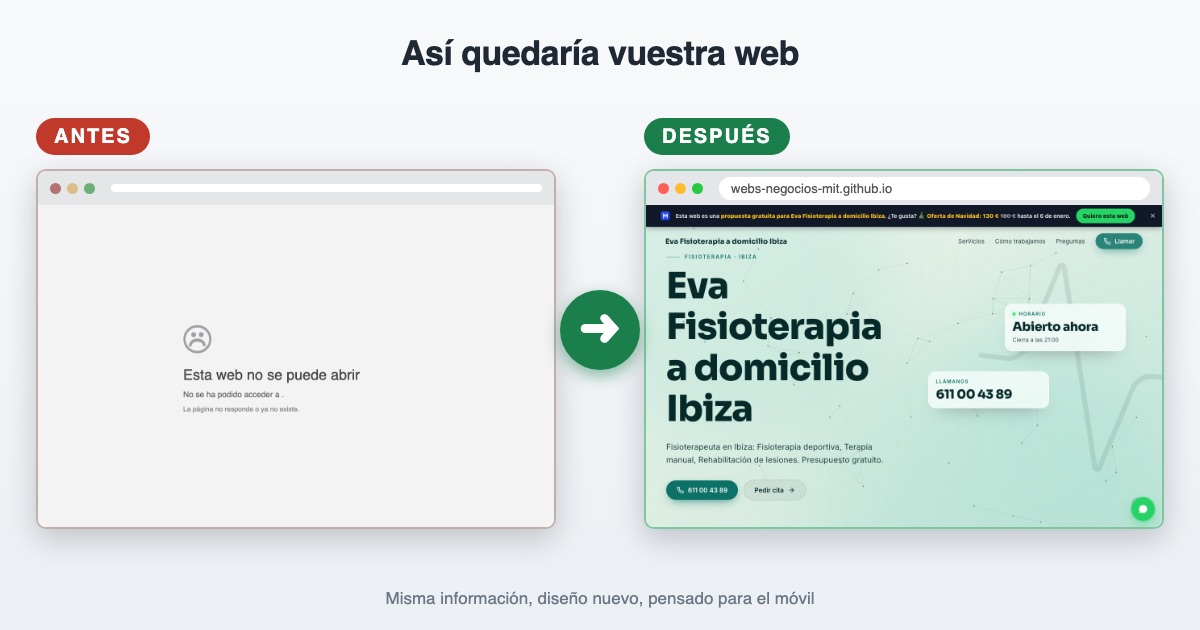 Así quedaría vuestra web
ANTES
DESPUÉS
Esta web no se puede abrir
No se ha podido acceder a .
La página no responde o ya no existe.
webs-negocios-mit.github.io
M Esta web es una propuesta gratuita para Eva Fisioterapia a domicilio Ibiza. ¿Te gusta? 🎄 Oferta de Navidad: 130 € 180 € hasta el 6 de enero. Quiero esta web ×
Eva Fisioterapia a domicilio Ibiza Servicios Cómo trabajamos Preguntas Llamar
FISIOTERAPIA · IBIZA
Eva
Fisioterapia
a domicilio
Ibiza
HORARIO
Abierto ahora
Cierra a las 21:00
LLÁMANOS
611 00 43 89
Fisioterapeuta en Ibiza: Fisioterapia deportiva, Terapia
manual, Rehabilitación de lesiones. Presupuesto gratuito.
611 00 43 89 Pedir cita →
Misma información, diseño nuevo, pensado para el móvil